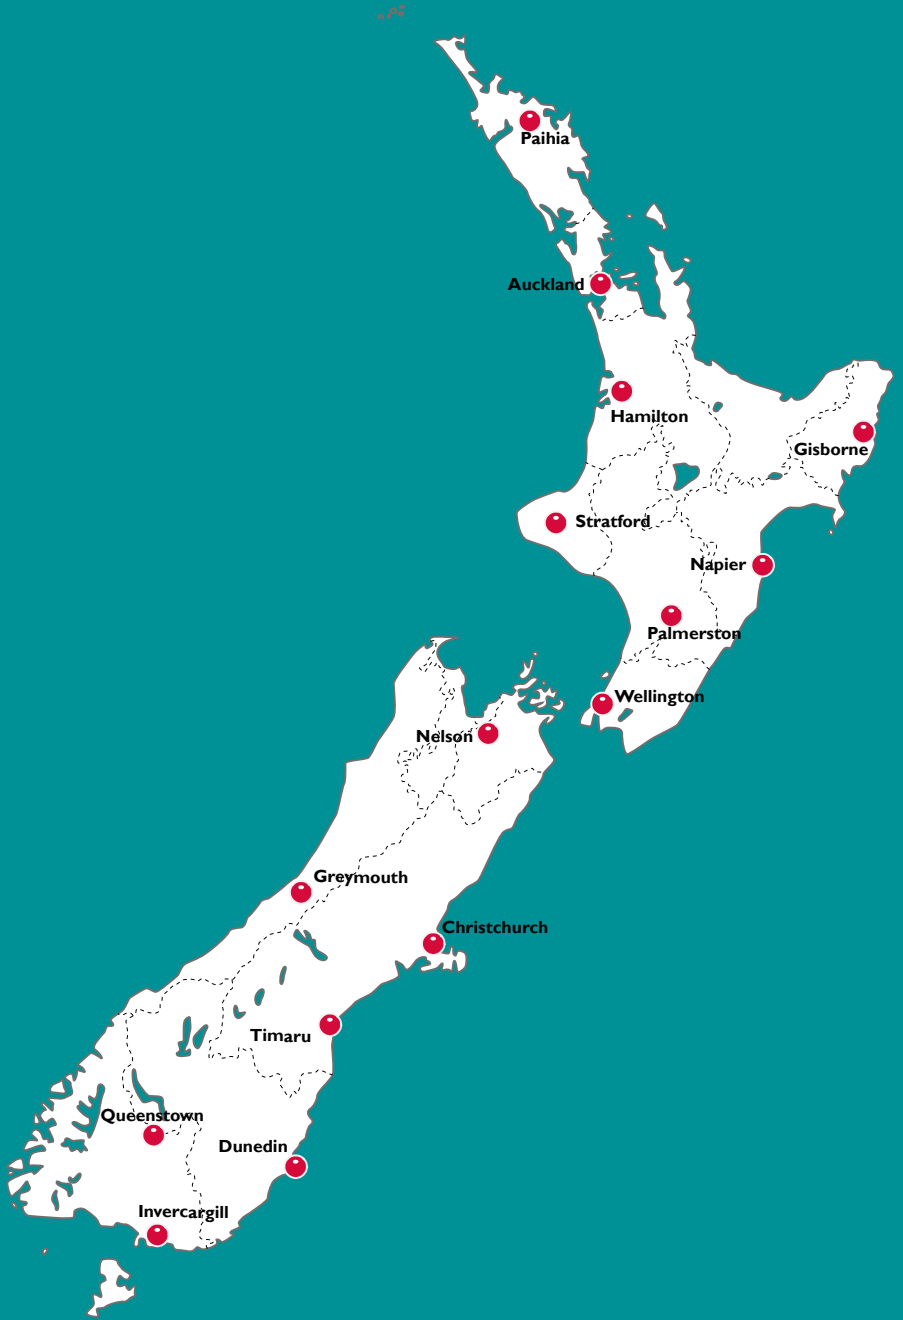 Paihia
Auckland
Hamilton
Gisborne
Stratford
Napier
Palmerston
Wellington
Nelson
Greymouth
Christchurch
Timaru
Queenstown
Dunedin
Invercargill